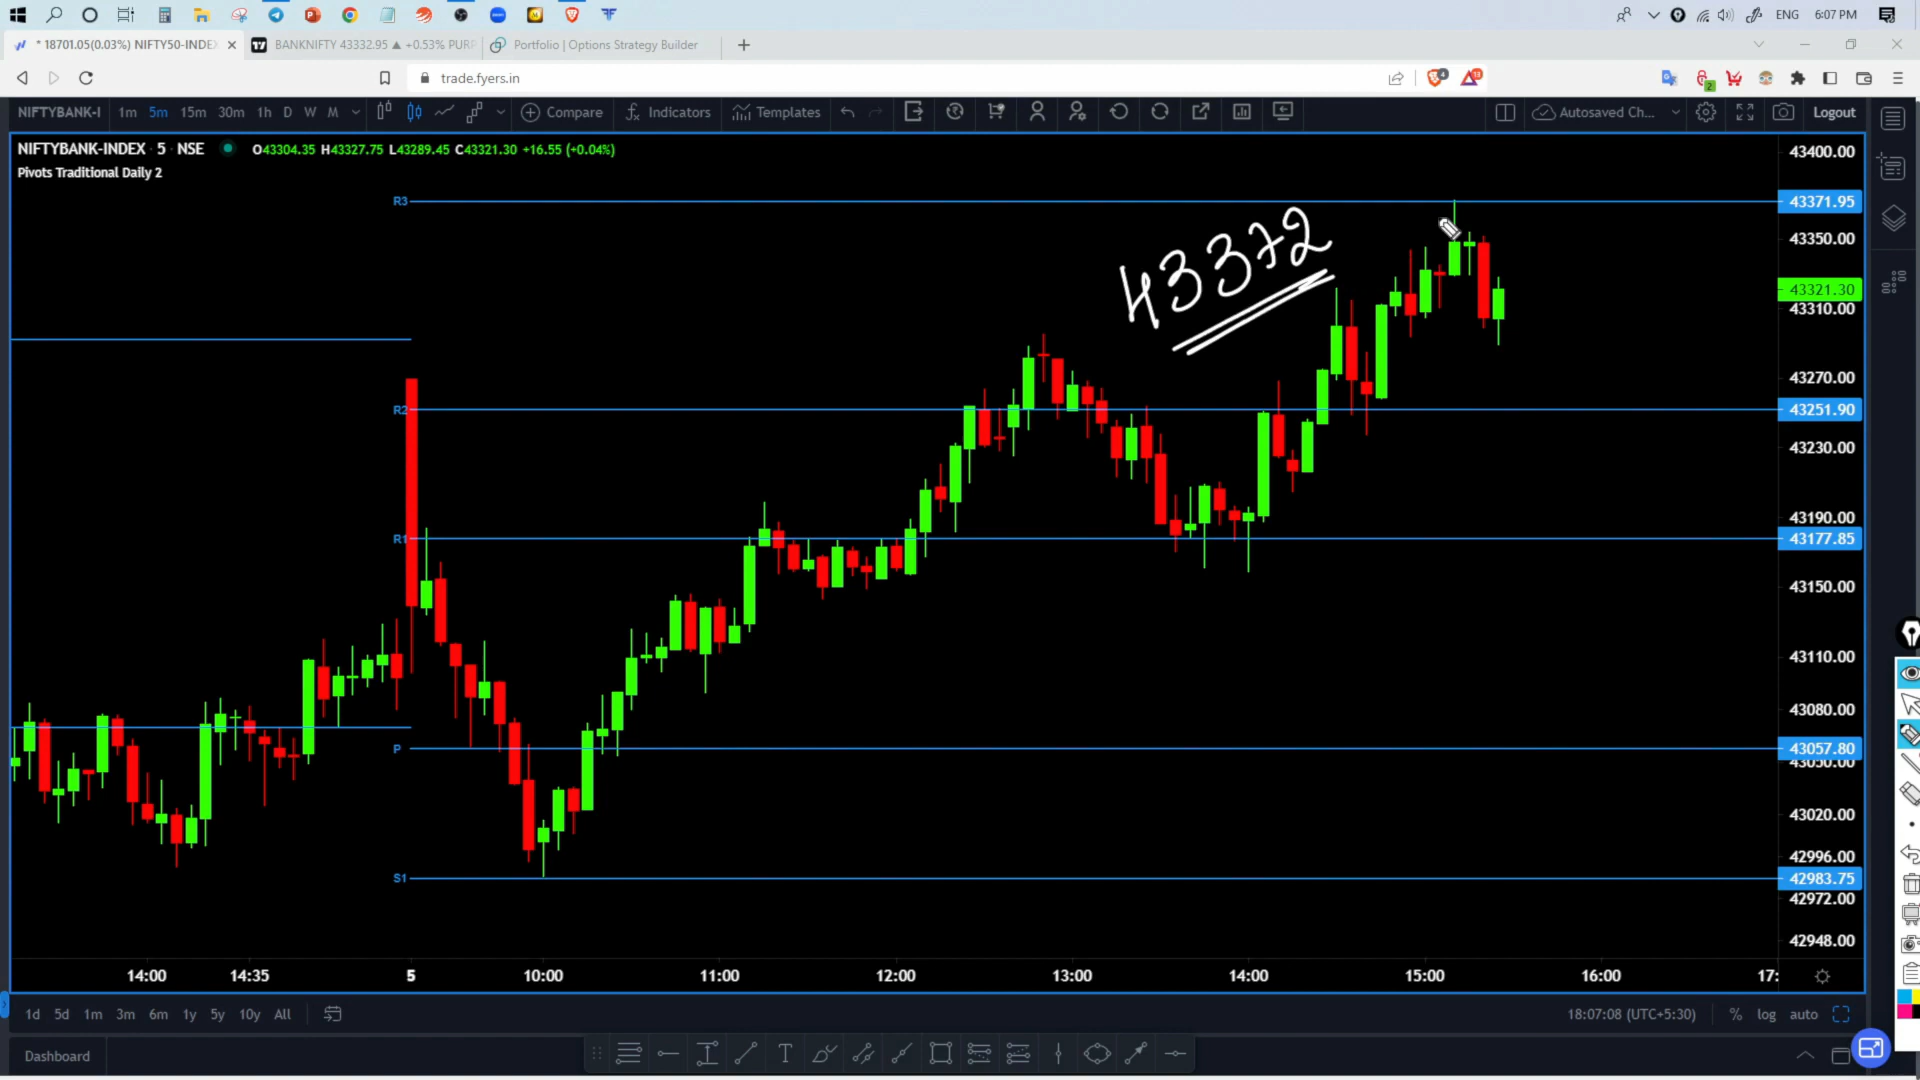 ENG 6:07 PM
* 18701.05(0.03%) NIFTY50-INDEX
BANKNIFTY 43332.95 ▲ +0.53% PURP
Portfolio | Options Strategy Builder
trade.fyers.in
4
13
2
NIFTYBANK-I 1m 5m 15m 30m 1h D W M Compare Indicators Templates Autosaved Ch... Logout
NIFTYBANK-INDEX · 5 · NSE O43304.35 H43327.75 L43289.45 C43321.30 +16.55 (+0.04%)
Pivots Traditional Daily 2
43400.00
R3
43371.95
43372
43350.00
43321.30
43310.00
43270.00
R2
43251.90
43230.00
43190.00
R1
43177.85
43150.00
43110.00
43080.00
P
43057.80
43050.00
43020.00
42996.00
S1
42983.75
42972.00
42948.00
14:00 14:35 5 10:00 11:00 12:00 13:00 14:00 15:00 16:00 17:
1d 5d 1m 3m 6m 1y 5y 10y All
18:07:08 (UTC+5:30) % log auto
T
Dashboard